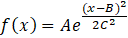 f(x) = Ae^{\frac{(x-B)^2}{2C^2}}